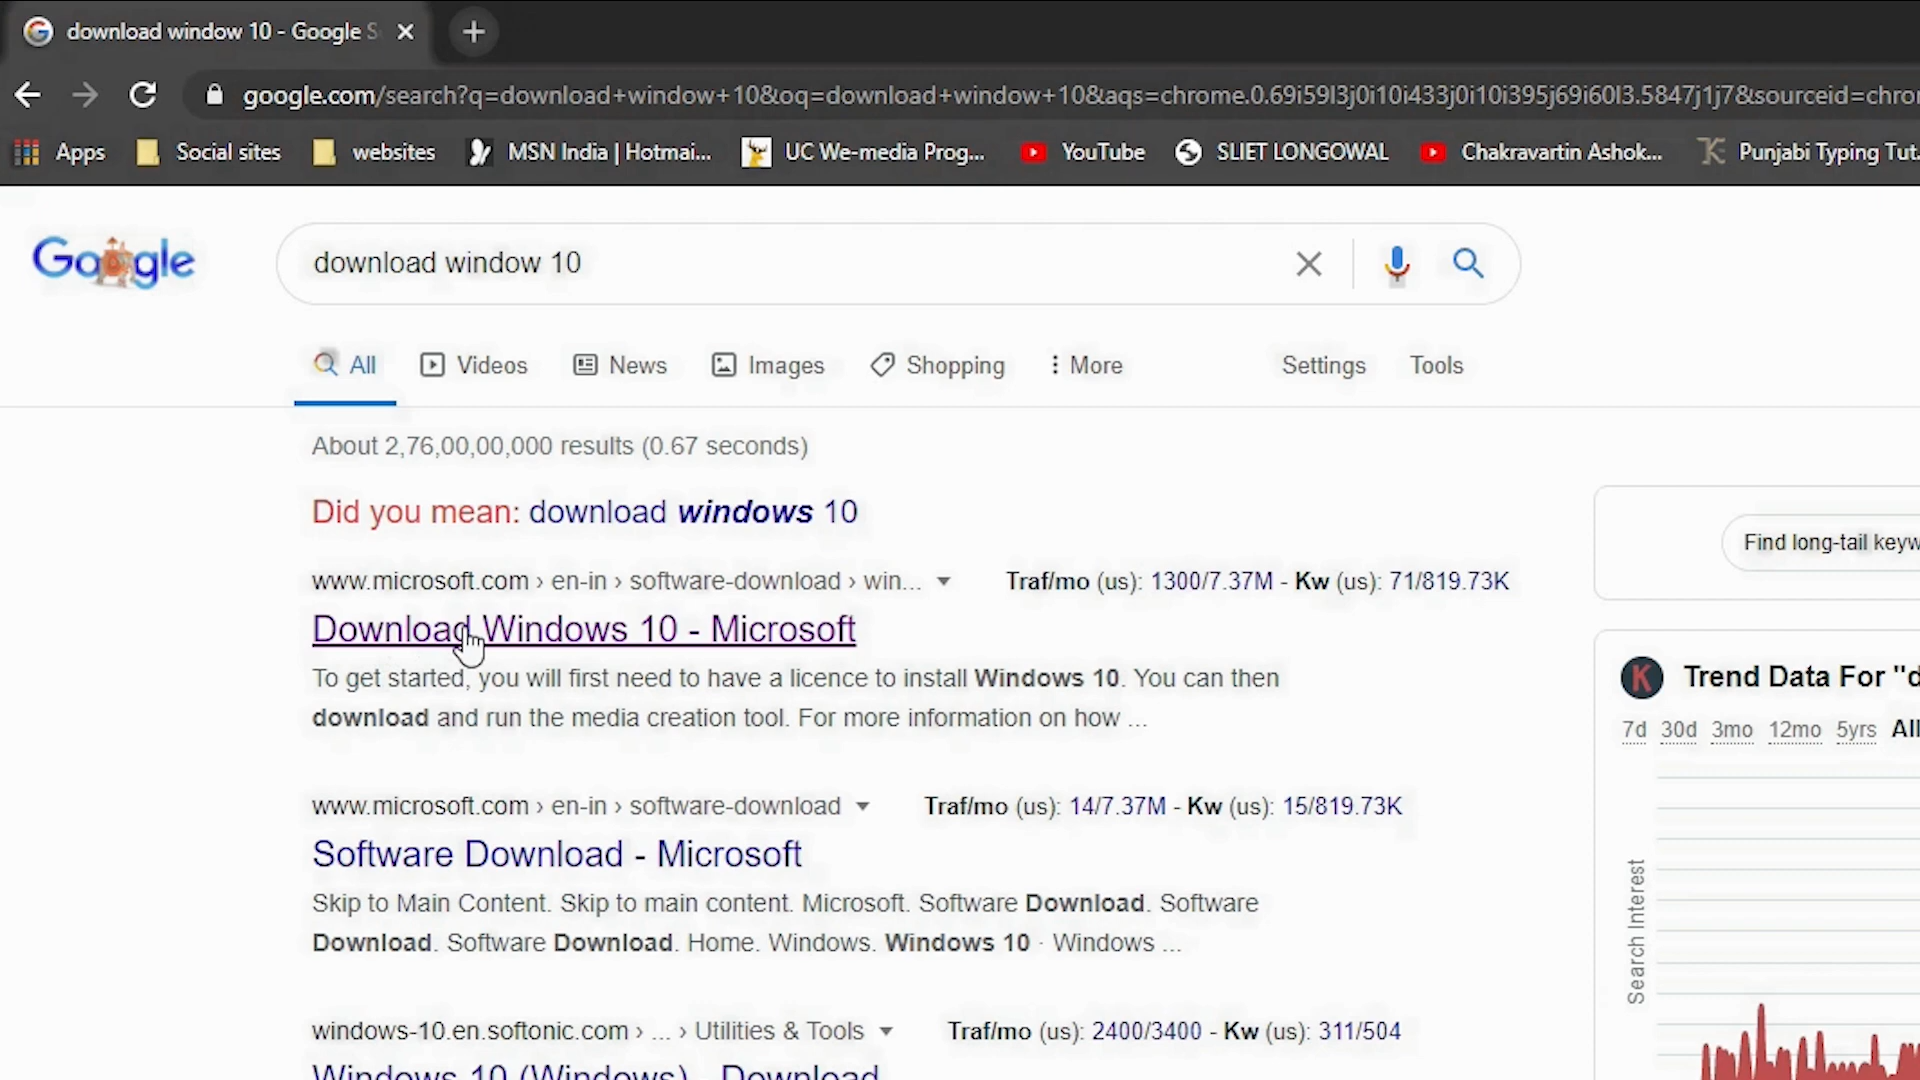 download window 10 - Google S
google.com/search?q=download+window+10&oq=download+window+10&aqs=chrome.0.69i59l3j0i10i433j0i10i395j69i60l3.5847j1j7&sourceid=chro
Apps Social sites websites MSN India | Hotmai... UC We-media Prog... YouTube SLIET LONGOWAL Chakravartin Ashok... Punjabi Typing Tut.
Google
download window 10
All Videos News Images Shopping More Settings Tools
About 2,76,00,00,000 results (0.67 seconds)
Did you mean: download windows 10
www.microsoft.com › en-in › software-download › win... Traf/mo (us): 1300/7.37M - Kw (us): 71/819.73K
Download Windows 10 - Microsoft
To get started, you will first need to have a licence to install Windows 10. You can then
download and run the media creation tool. For more information on how ...
www.microsoft.com › en-in › software-download Traf/mo (us): 14/7.37M - Kw (us): 15/819.73K
Software Download - Microsoft
Skip to Main Content. Skip to main content. Microsoft. Software Download. Software
Download. Software Download. Home. Windows. Windows 10 · Windows ...
windows-10.en.softonic.com › ... › Utilities & Tools Traf/mo (us): 2400/3400 - Kw (us): 311/504
Windows 10 (Windows) - Download
Find long-tail keyw
K Trend Data For "d
7d 30d 3mo 12mo 5yrs All
Search Interest